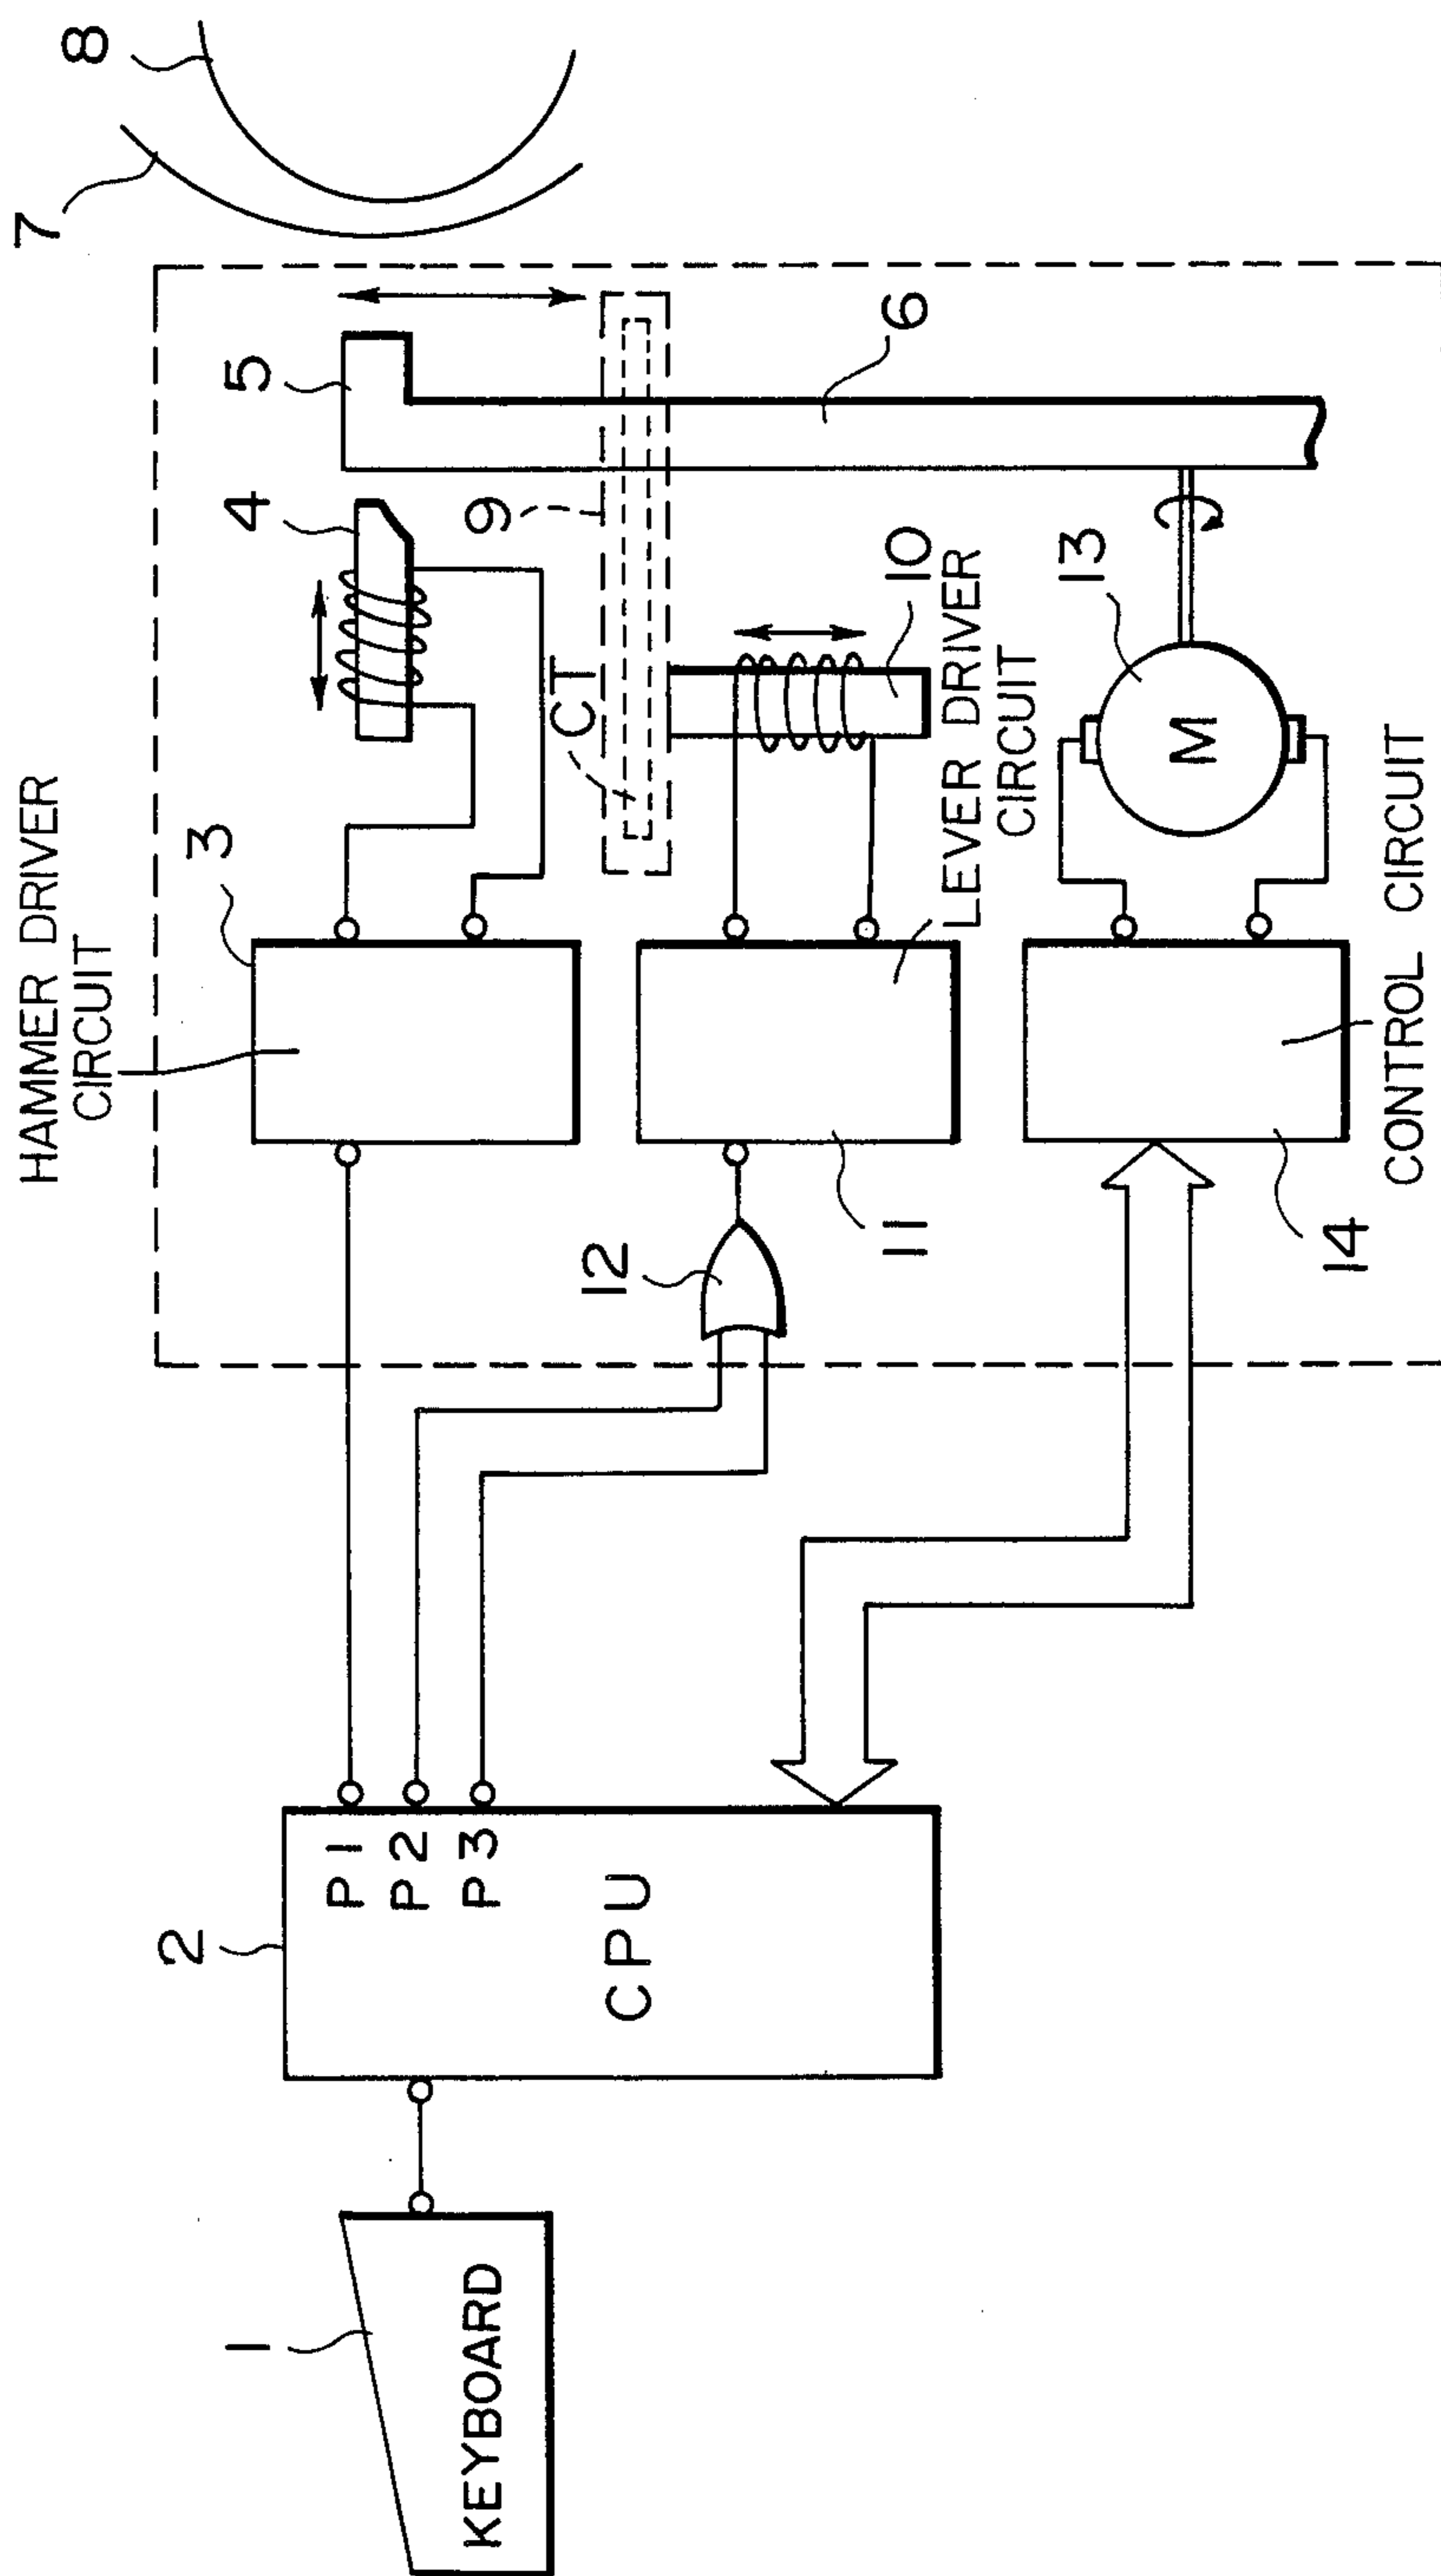 HAMMER DRIVER
CIRCUIT
3
4
5
7
8
9
CT
6
10
LEVER DRIVER
CIRCUIT
13
M
2
P1
P2
P3
CPU
12
11
14
CONTROL CIRCUIT
1
KEYBOARD